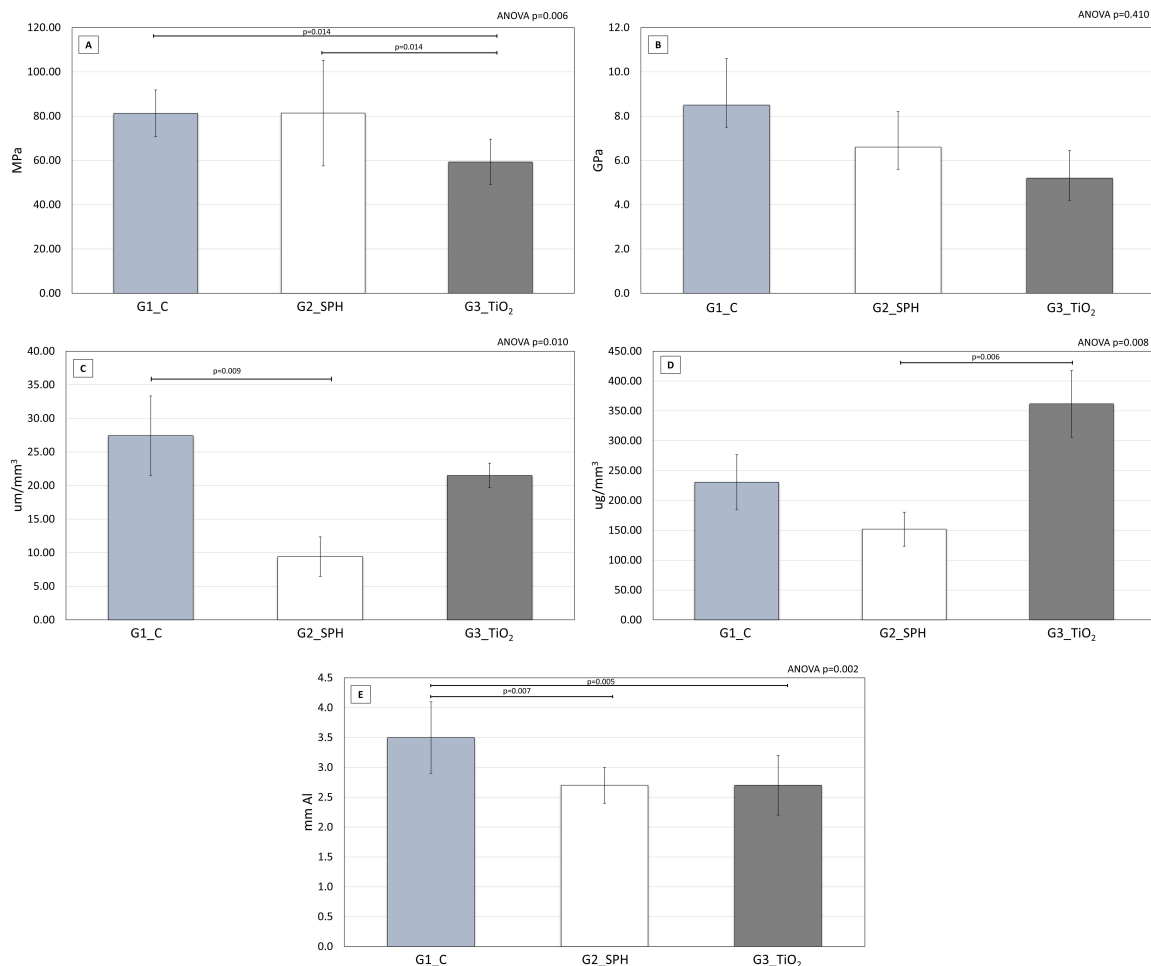 ANOVA p=0.006
A
p=0.014
p=0.014
120.00
100.00
80.00
60.00
40.00
20.00
0.00
MPa
G1_C G2_SPH G3_TiO₂
ANOVA p=0.410
B
12.0
10.0
8.0
6.0
4.0
2.0
0.0
GPa
G1_C G2_SPH G3_TiO₂
ANOVA p=0.010
C
p=0.009
40.00
35.00
30.00
25.00
20.00
15.00
10.00
5.00
0.00
um/mm³
G1_C G2_SPH G3_TiO₂
ANOVA p=0.008
D
p=0.006
450.00
400.00
350.00
300.00
250.00
200.00
150.00
100.00
50.00
0.00
ug/mm³
G1_C G2_SPH G3_TiO₂
ANOVA p=0.002
E
p=0.005
p=0.007
4.5
4.0
3.5
3.0
2.5
2.0
1.5
1.0
0.5
0.0
mm Al
G1_C G2_SPH G3_TiO₂